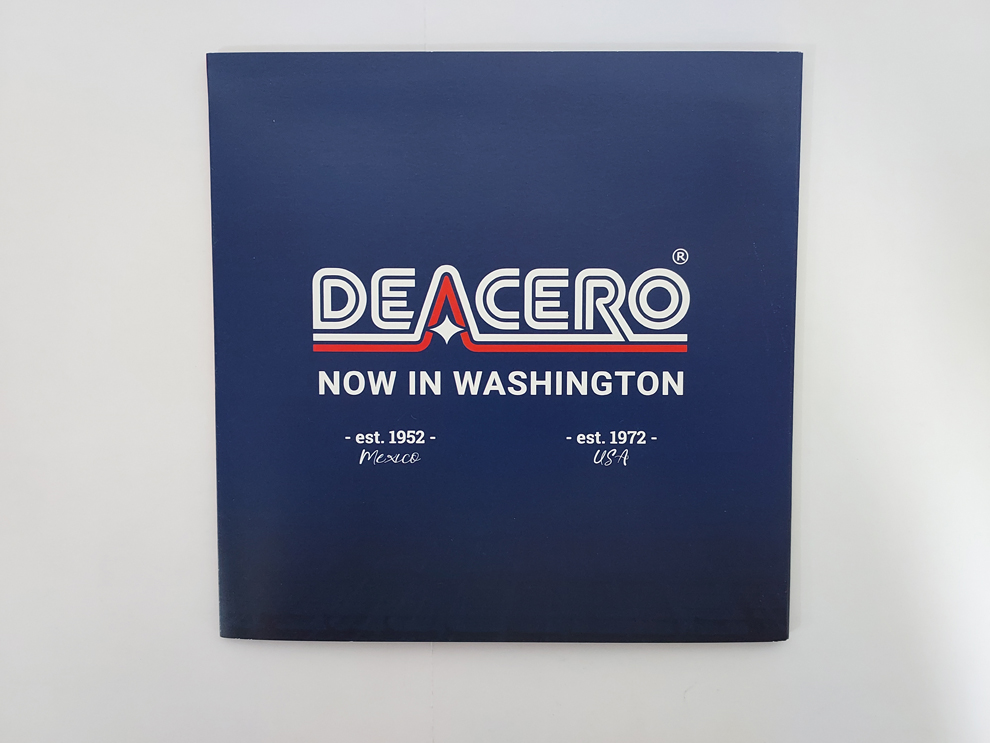 DEACERO®
NOW IN WASHINGTON
- est. 1952 - - est. 1972 -
Mexico USA